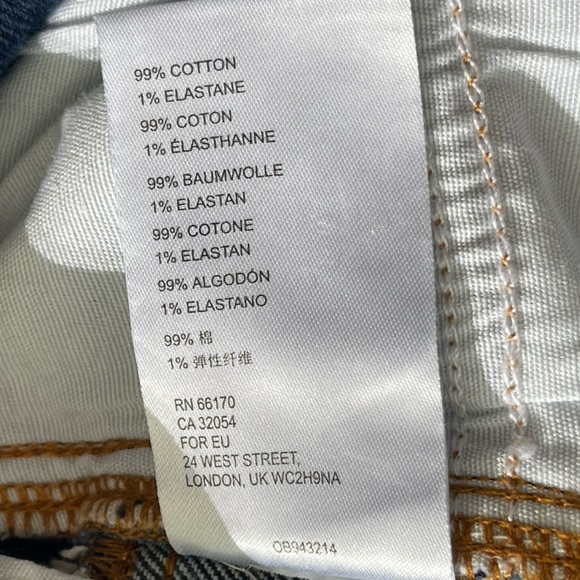 99% COTTON
1% ELASTANE
99% COTON
1% ÉLASTHANNE
99% BAUMWOLLE
1% ELASTAN
99% COTONE
1% ELASTAN
99% ALGODÓN
1% ELASTANO
99% 棉
1% 弹性纤维
RN 66170
CA 32054
FOR EU
24 WEST STREET,
LONDON, UK WC2H9NA
OB943214